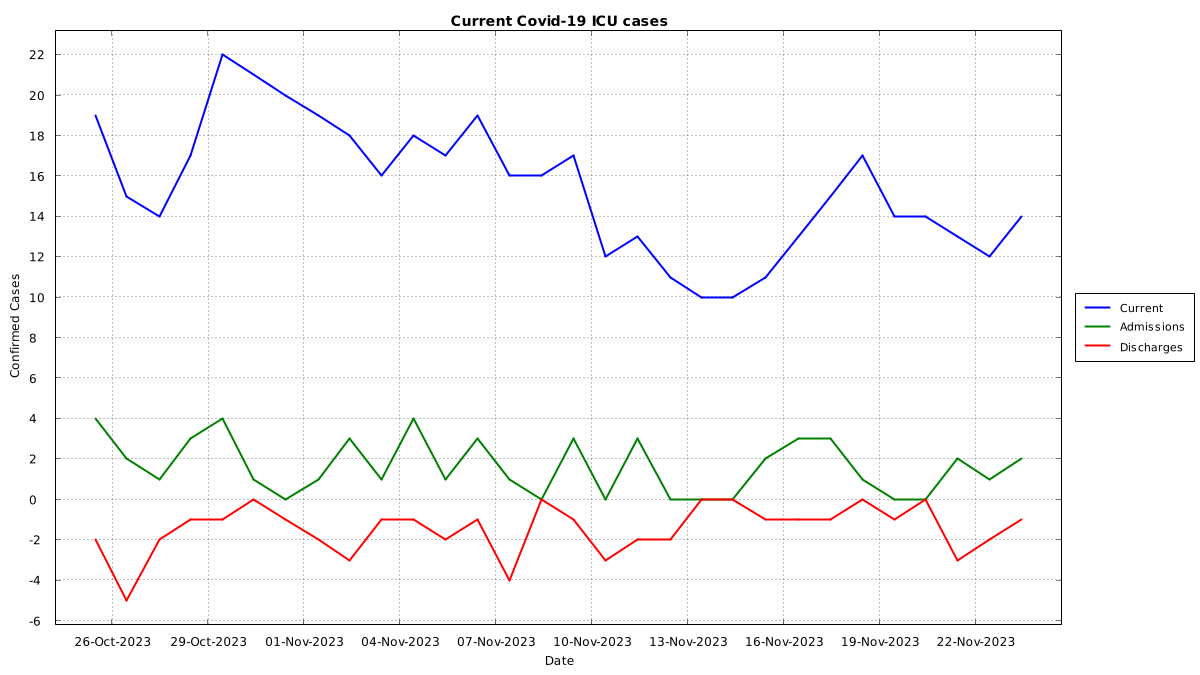 Current Covid-19 ICU cases
Confirmed Cases
22
20
18
16
14
12
10
8
6
4
2
0
-2
-4
-6
26-Oct-2023 29-Oct-2023 01-Nov-2023 04-Nov-2023 07-Nov-2023 10-Nov-2023 13-Nov-2023 16-Nov-2023 19-Nov-2023 22-Nov-2023
Date
Current
Admissions
Discharges